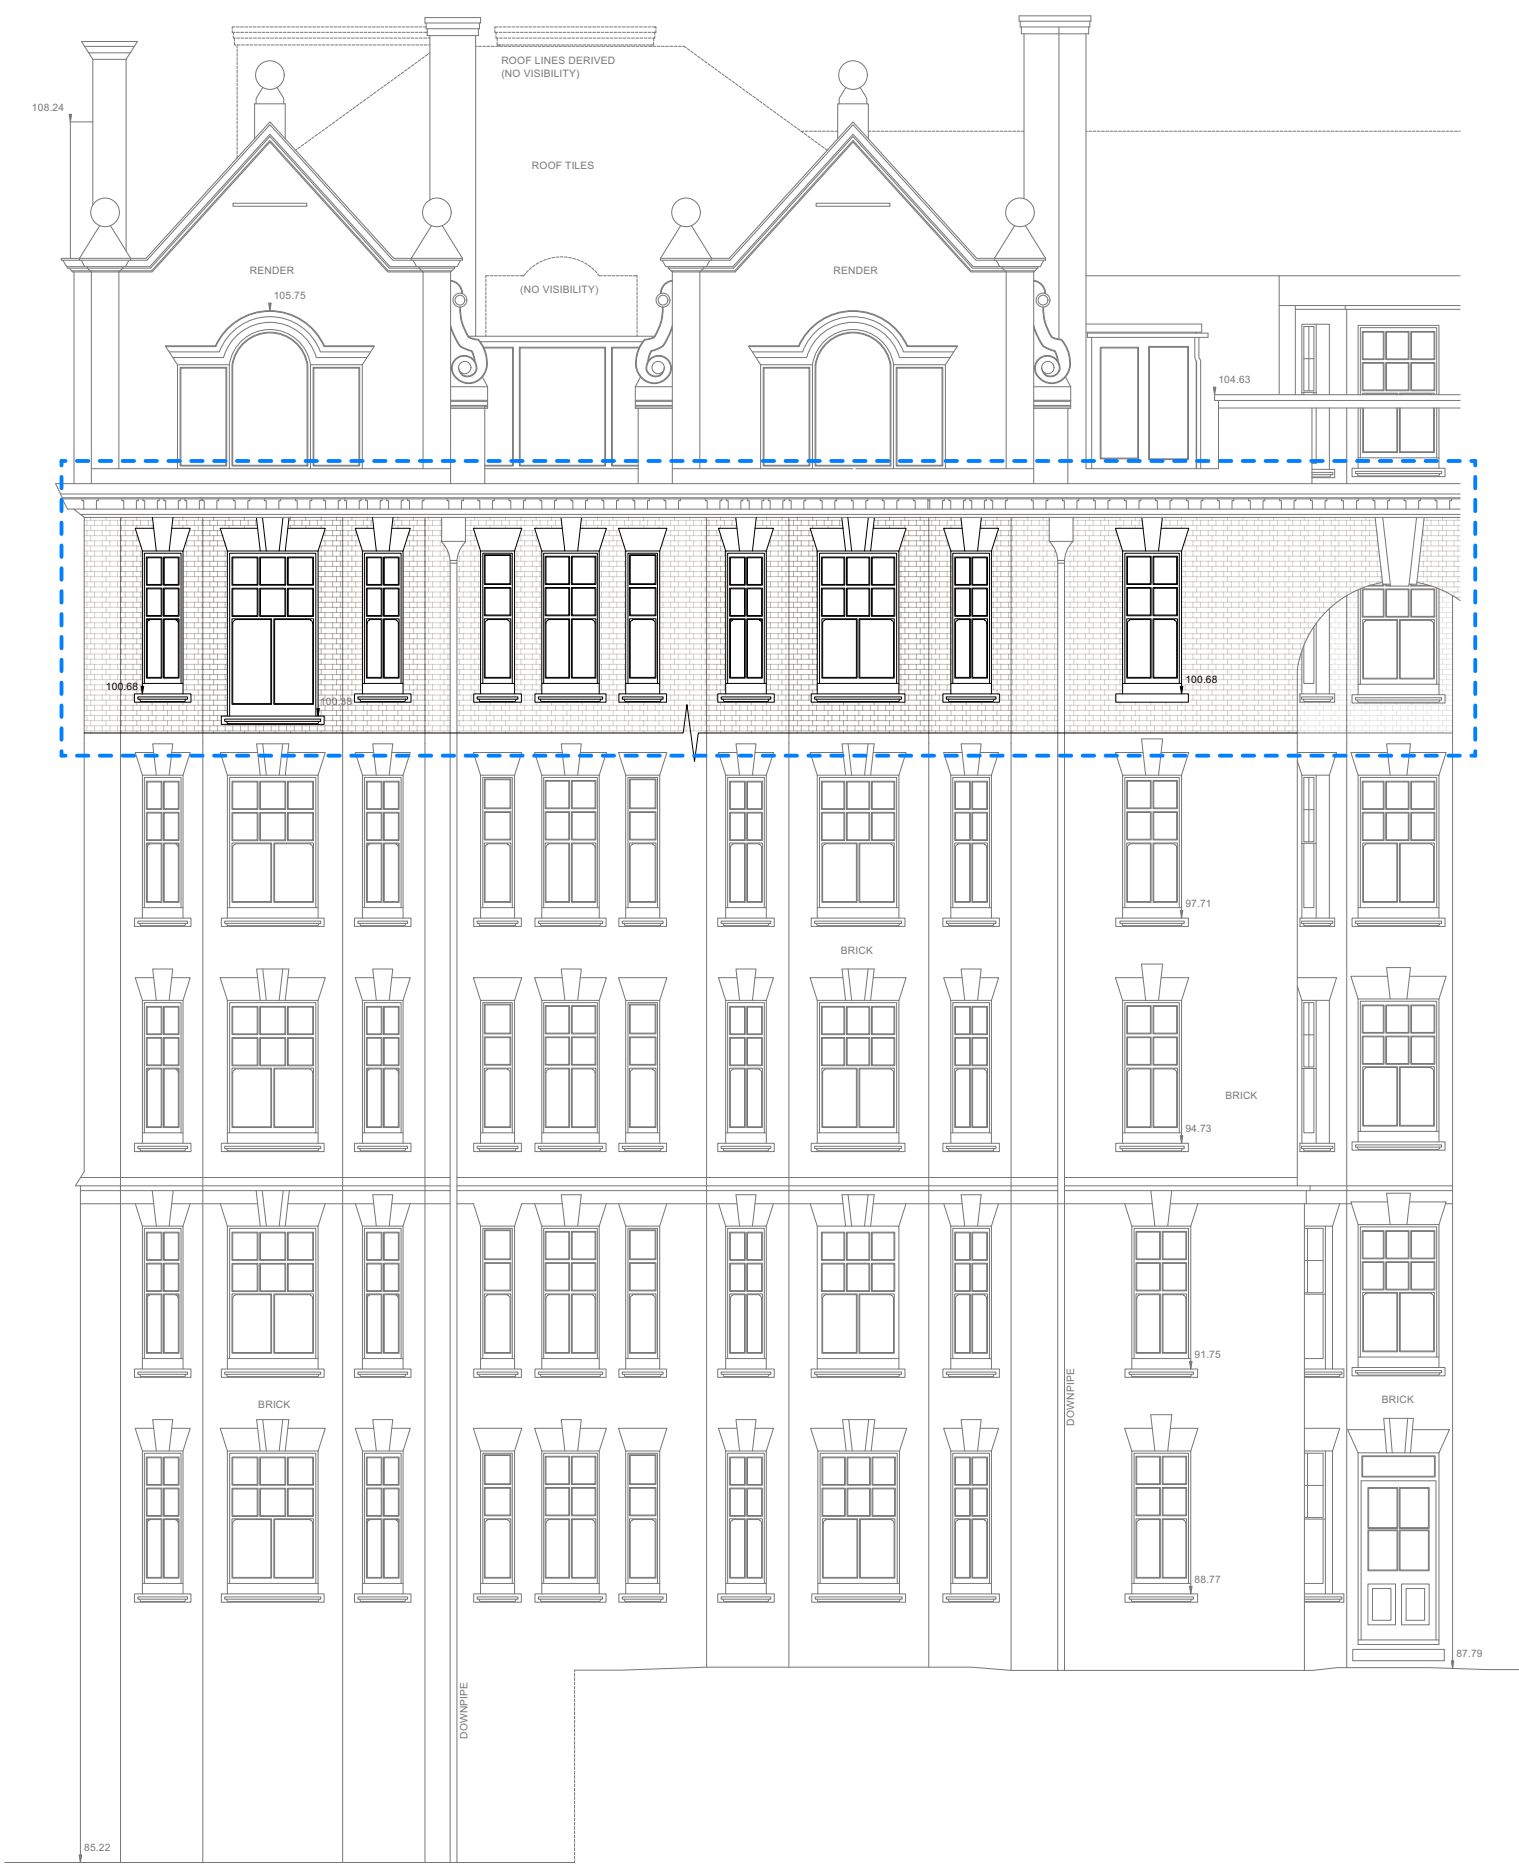 ROOF LINES DERIVED
(NO VISIBILITY)
108.24
ROOF TILES
RENDER
RENDER
(NO VISIBILITY)
105.75
104.63
100.68
100.68
100.38
97.71
BRICK
BRICK
94.73
91.75
DOWNPIPE
BRICK
BRICK
88.77
87.79
DOWNPIPE
85.22